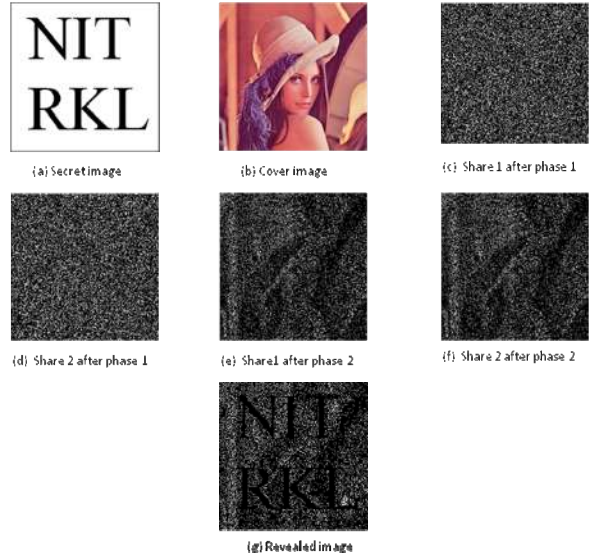 NIT
RKL
(a) Secret image
(b) Cover image
(c) Share 1 after phase 1
(d) Share 2 after phase 1
(e) Share1 after phase 2
(f) Share 2 after phase 2
NIT
RKL
(g) Revealed image